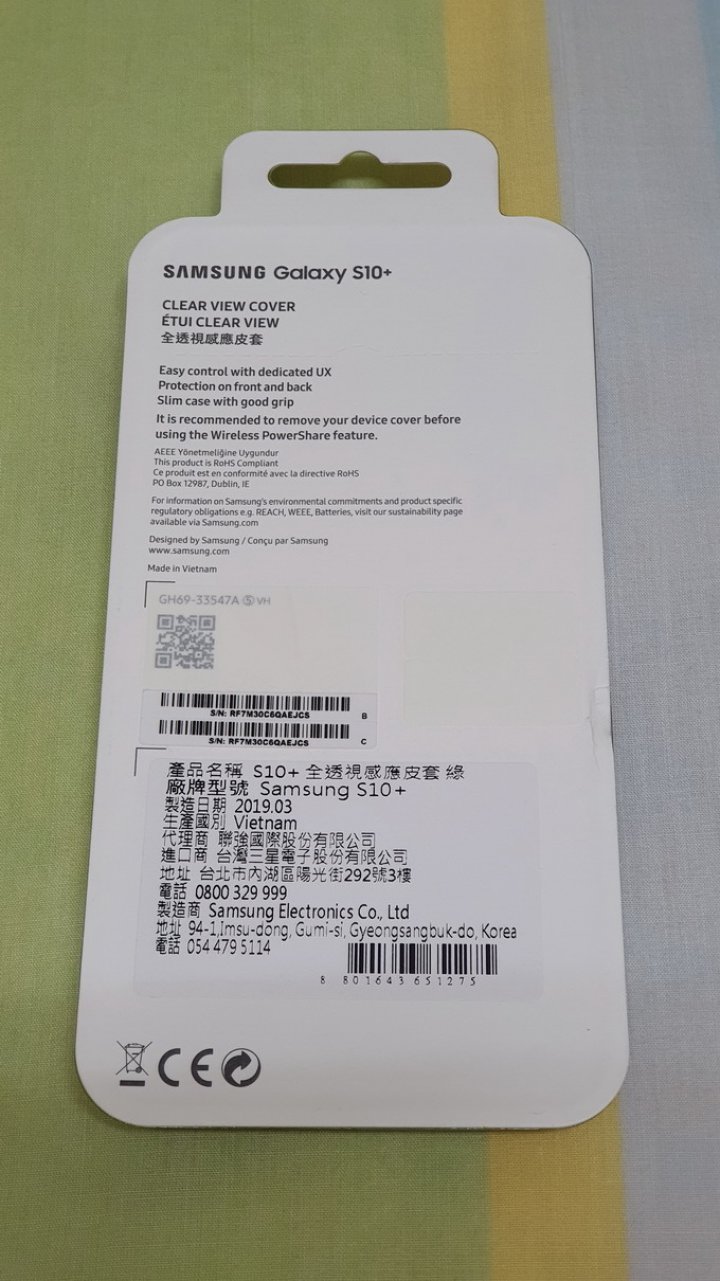 SAMSUNG Galaxy S10+
CLEAR VIEW COVER
ÉTUI CLEAR VIEW
全透視感應皮套
Easy control with dedicated UX
Protection on front and back
Slim case with good grip
It is recommended to remove your device cover before
using the Wireless PowerShare feature.
AEEE Yönetmeliğine Uygundur
This product is RoHS Compliant
Ce produit est en conformité avec la directive RoHS
PO Box 12987, Dublin, IE
For information on Samsung's environmental commitments and product specific
regulatory obligations e.g. REACH, WEEE, Batteries, visit our sustainability page
available via Samsung.com
Designed by Samsung / Conçu par Samsung
www.samsung.com
Made in Vietnam
GH69-33547A Ⓢ VH
S/N: RF7M30C6QAEJCS B
S/N: RF7M30C6QAEJCS C
產品名稱 S10+ 全透視感應皮套 綠
廠牌型號 Samsung S10+
製造日期 2019.03
生產國別 Vietnam
代理商 聯強國際股份有限公司
進口商 台灣三星電子股份有限公司
地址 台北市內湖區陽光街292號3樓
電話 0800 329 999
製造商 Samsung Electronics Co., Ltd
地址 94-1,Imsu-dong, Gumi-si, Gyeongsangbuk-do, Korea
電話 054 479 5114
8 801643 651275
CE